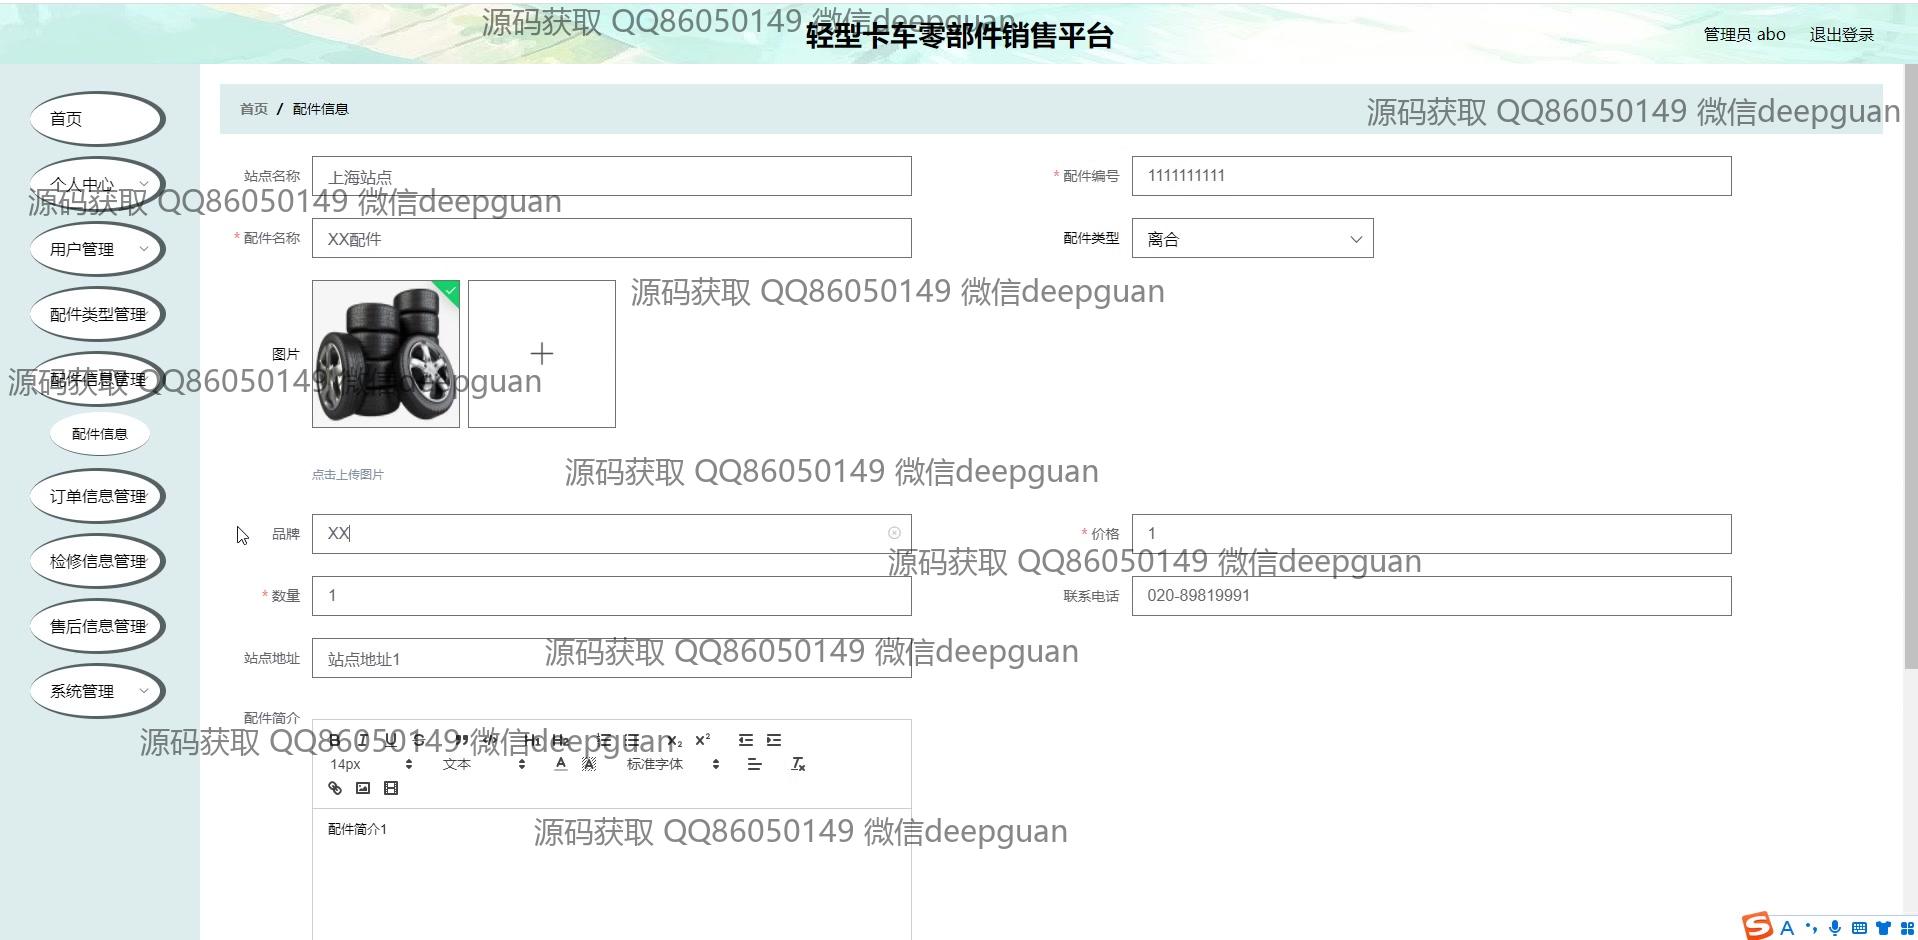 源码获取 QQ86050149 微信deepguan
轻型卡车零部件销售平台
管理员 abo
退出登录
首页 / 配件信息
源码获取 QQ86050149 微信deepguan
首页
个人中心
源码获取 QQ86050149 微信deepguan
用户管理
配件类型管理
配件信息管理
源码获取 QQ86050149 微信deepguan
配件信息
订单信息管理
检修信息管理
售后信息管理
系统管理
站点名称 上海站点
* 配件编号 1111111111
* 配件名称 XX配件
配件类型 离合
源码获取 QQ86050149 微信deepguan
图片
点击上传图片
源码获取 QQ86050149 微信deepguan
品牌 XX
* 价格 1
源码获取 QQ86050149 微信deepguan
* 数量 1
联系电话 020-89819991
站点地址 站点地址1
源码获取 QQ86050149 微信deepguan
配件简介
源码获取 QQ86050149 微信deepguan
B I U S ” </> H1 H2 X₂ X²
14px 文本 A A 标准字体 Tx
配件简介1
源码获取 QQ86050149 微信deepguan
S A